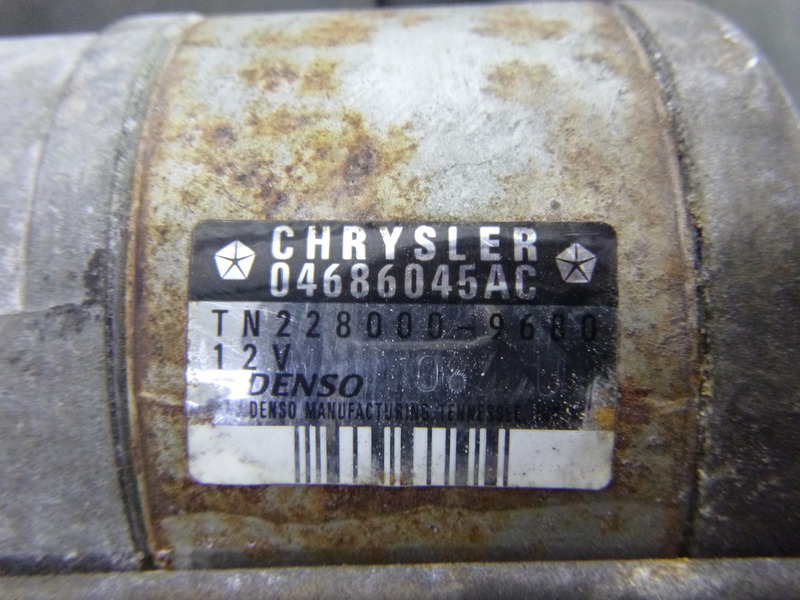 CHRYSLER
04686045AC
TN228000-9680
12V
DENSO
DENSO MANUFACTURING TENNESSEE